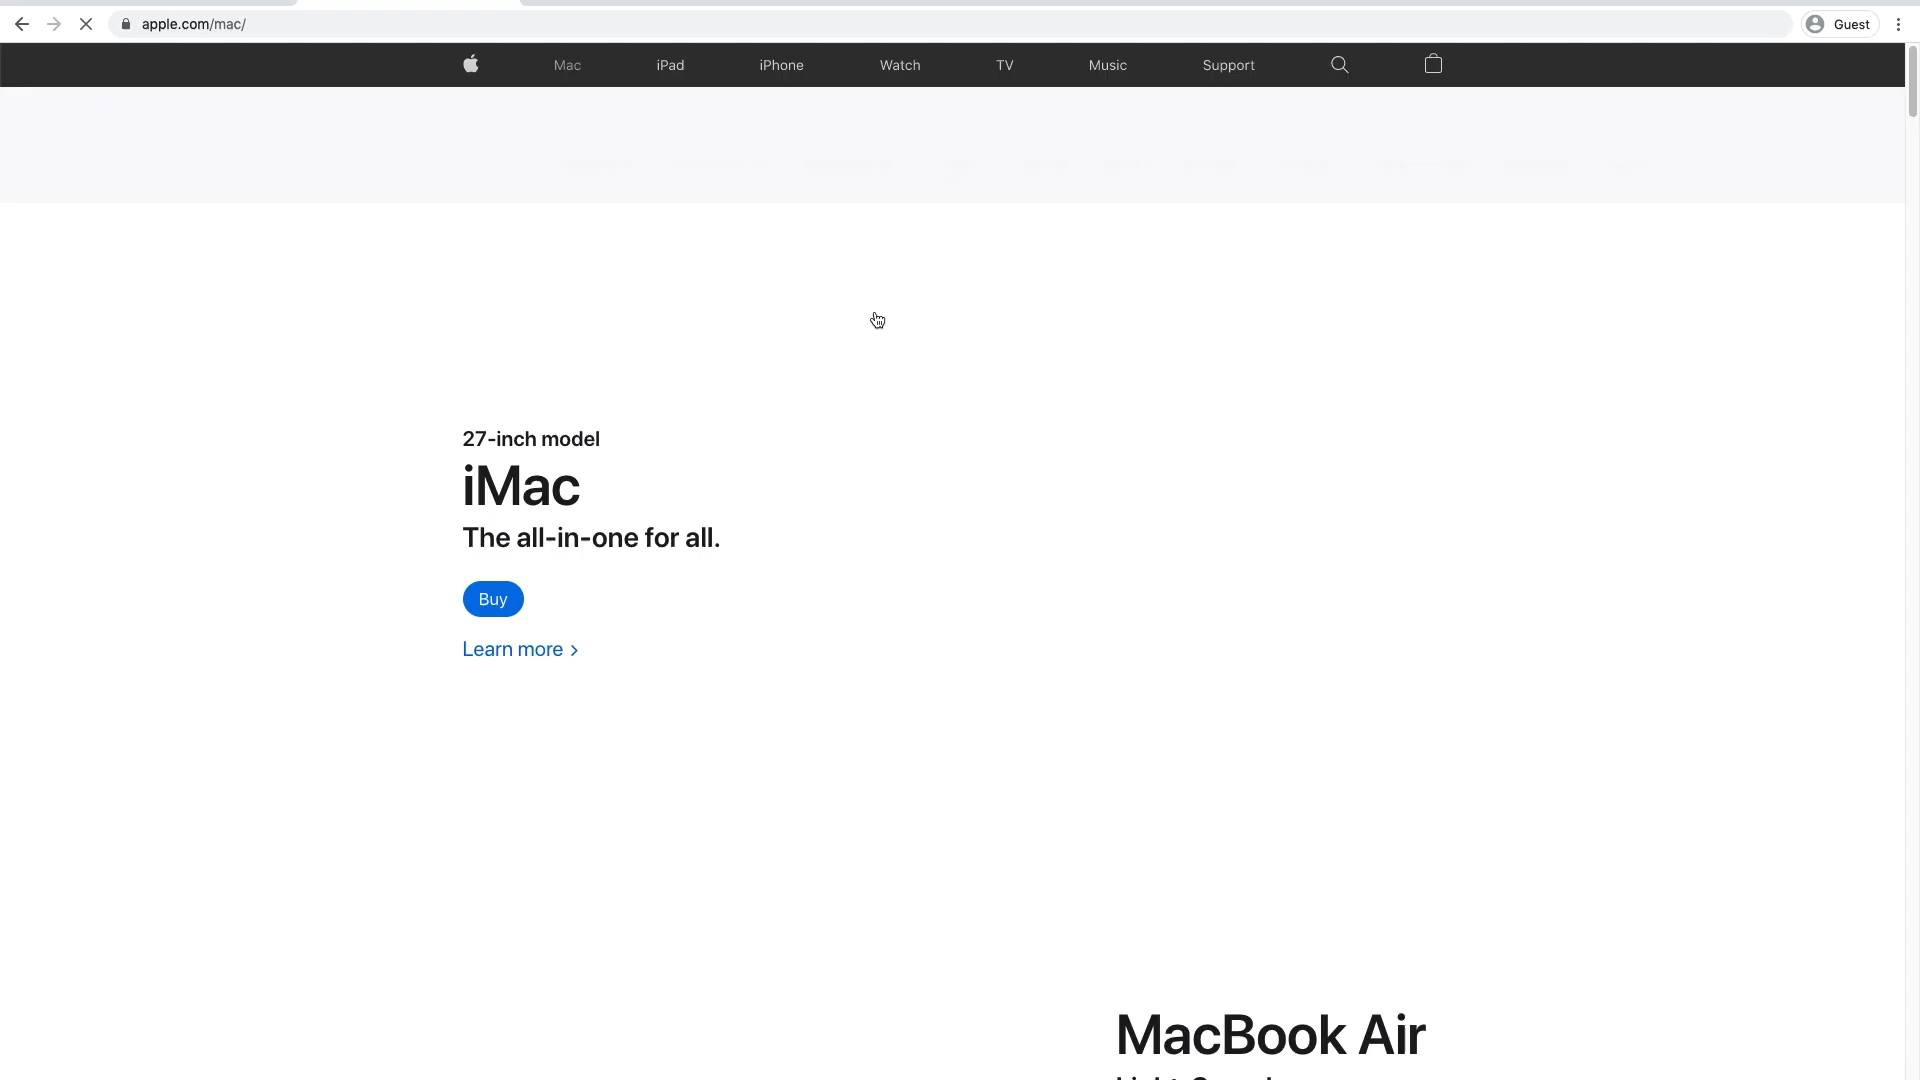 apple.com/mac/
Guest
Mac iPad iPhone Watch TV Music Support
27-inch model
iMac
The all-in-one for all.
Buy
Learn more >
MacBook Air